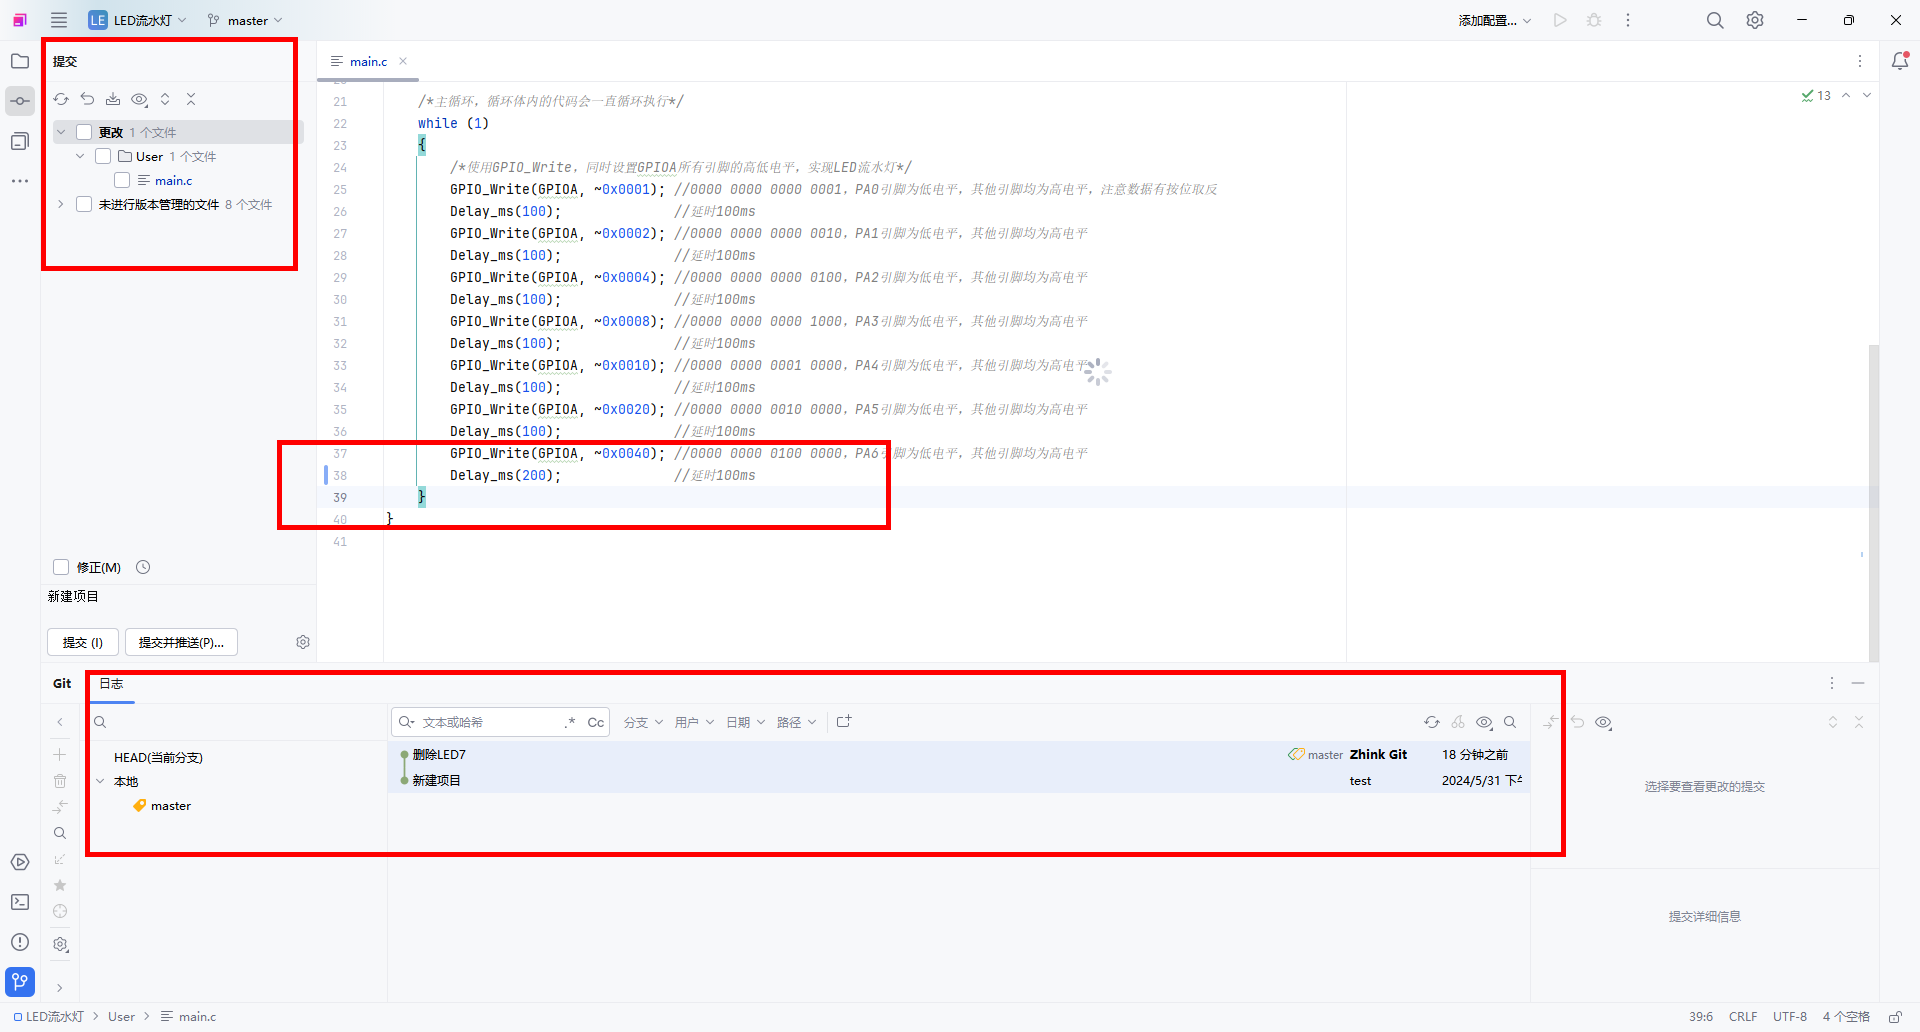 LE LED流水灯 master 添加配置...
提交
更改 1 个文件
User 1 个文件
main.c
未进行版本管理的文件 8 个文件
修正(M)
新建项目
提交 (I) 提交并推送(P)...
main.c
13
21 /*主循环，循环体内的代码会一直循环执行*/
22 while (1)
23 {
24 /*使用GPIO_Write，同时设置GPIOA所有引脚的高低电平，实现LED流水灯*/
25 GPIO_Write(GPIOA, ~0x0001); //0000 0000 0000 0001，PA0引脚为低电平，其他引脚均为高电平，注意数据有按位取反
26 Delay_ms(100); //延时100ms
27 GPIO_Write(GPIOA, ~0x0002); //0000 0000 0000 0010，PA1引脚为低电平，其他引脚均为高电平
28 Delay_ms(100); //延时100ms
29 GPIO_Write(GPIOA, ~0x0004); //0000 0000 0000 0100，PA2引脚为低电平，其他引脚均为高电平
30 Delay_ms(100); //延时100ms
31 GPIO_Write(GPIOA, ~0x0008); //0000 0000 0000 1000，PA3引脚为低电平，其他引脚均为高电平
32 Delay_ms(100); //延时100ms
33 GPIO_Write(GPIOA, ~0x0010); //0000 0000 0001 0000，PA4引脚为低电平，其他引脚均为高电平
34 Delay_ms(100); //延时100ms
35 GPIO_Write(GPIOA, ~0x0020); //0000 0000 0010 0000，PA5引脚为低电平，其他引脚均为高电平
36 Delay_ms(100); //延时100ms
37 GPIO_Write(GPIOA, ~0x0040); //0000 0000 0100 0000，PA6引脚为低电平，其他引脚均为高电平
38 Delay_ms(200); //延时100ms
39 }
40 }
41
Git 日志
文本或哈希 .* Cc 分支 用户 日期 路径
HEAD(当前分支)
本地
master
删除LED7 master Zhink Git 18 分钟之前
新建项目 test 2024/5/31 下
选择要查看更改的提交
提交详细信息
LED流水灯 > User > main.c 39:6 CRLF UTF-8 4 个空格